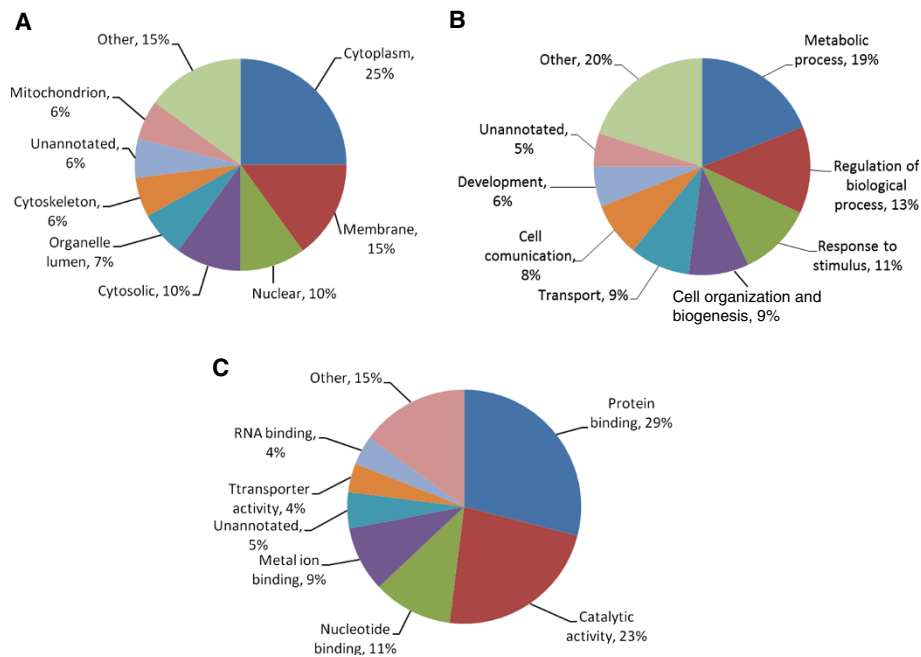 A
Other, 15%
Cytoplasm,
25%
Mitochondrion,
6%
Unannotated,
6%
Cytoskeleton,
6%
Organelle
lumen, 7%
Cytosolic, 10%
Nuclear, 10%
Membrane,
15%
B
Metabolic
process, 19%
Other, 20%
Unannotated,
5%
Development,
6%
Cell
comunication,
8%
Transport, 9%
Cell organization and
biogenesis, 9%
Response to
stimulus, 11%
Regulation of
biological
process, 13%
C
Other, 15%
Protein
binding, 29%
RNA binding,
4%
Ttransporter
activity, 4%
Unannotated,
5%
Metal ion
binding, 9%
Nucleotide
binding, 11%
Catalytic
activity, 23%